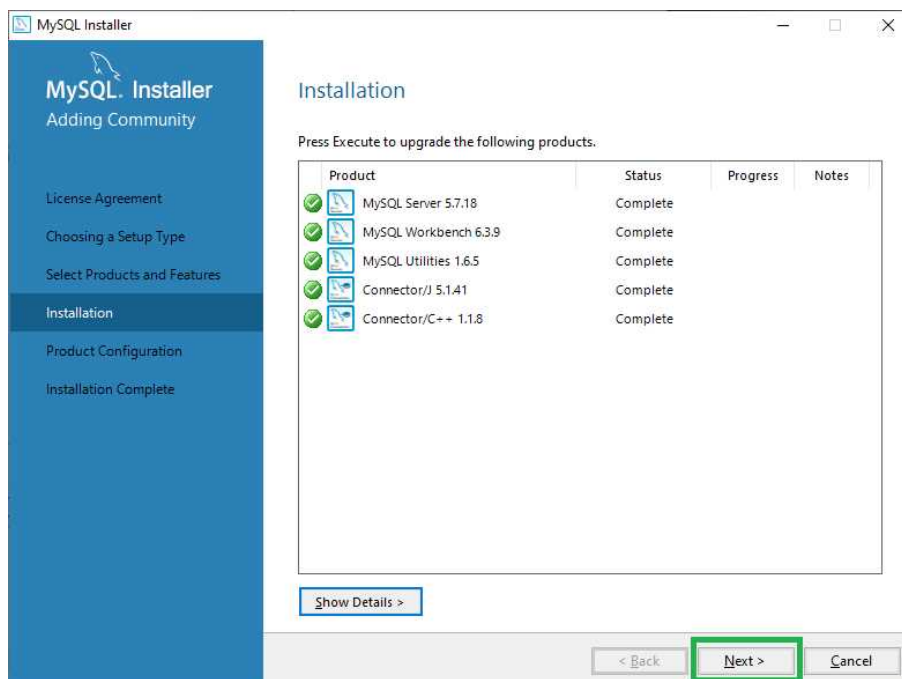 MySQL Installer
MySQL. Installer
Adding Community
License Agreement
Choosing a Setup Type
Select Products and Features
Installation
Product Configuration
Installation Complete
Installation
Press Execute to upgrade the following products.
Product Status Progress Notes
MySQL Server 5.7.18 Complete
MySQL Workbench 6.3.9 Complete
MySQL Utilities 1.6.5 Complete
Connector/J 5.1.41 Complete
Connector/C++ 1.1.8 Complete
Show Details >
< Back Next > Cancel